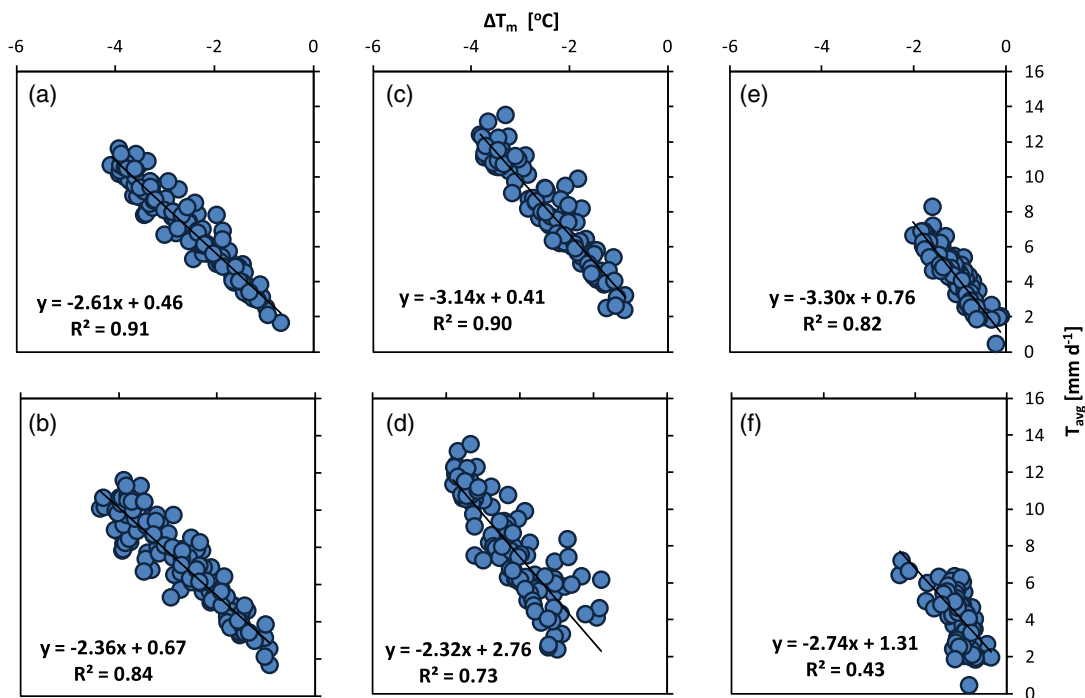 ΔTm [oC]
-6 -4 -2 0 -6 -4 -2 0 -6 -4 -2 0
(a) (c) (e)
16
14
12
10
8
6
4
2
0
y = -2.61x + 0.46
R² = 0.91
y = -3.14x + 0.41
R² = 0.90
y = -3.30x + 0.76
R² = 0.82
Tavg [mm d-1]
(b) (d) (f)
16
14
12
10
8
6
4
2
0
y = -2.36x + 0.67
R² = 0.84
y = -2.32x + 2.76
R² = 0.73
y = -2.74x + 1.31
R² = 0.43